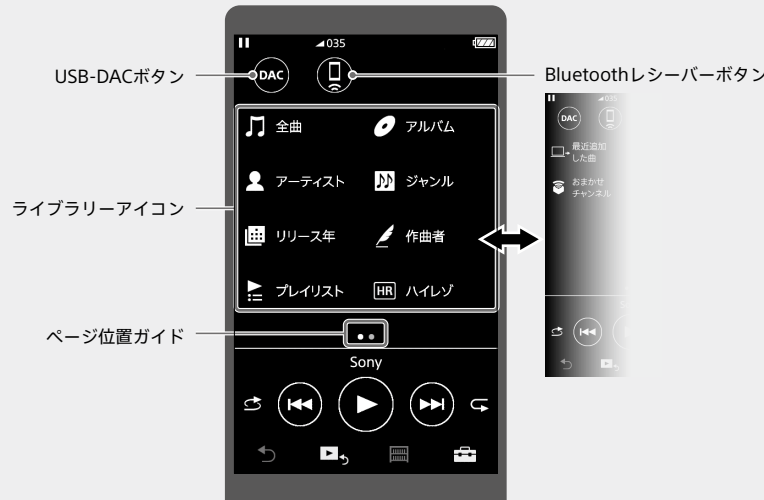 035
DAC
USB-DACボタン
Bluetoothレシーバーボタン
全曲
アルバム
アーティスト
ジャンル
リリース年
作曲者
プレイリスト
HR ハイレゾ
ライブラリーアイコン
ページ位置ガイド
Sony
035
DAC
最近追加
した曲
おまかせ
チャンネル